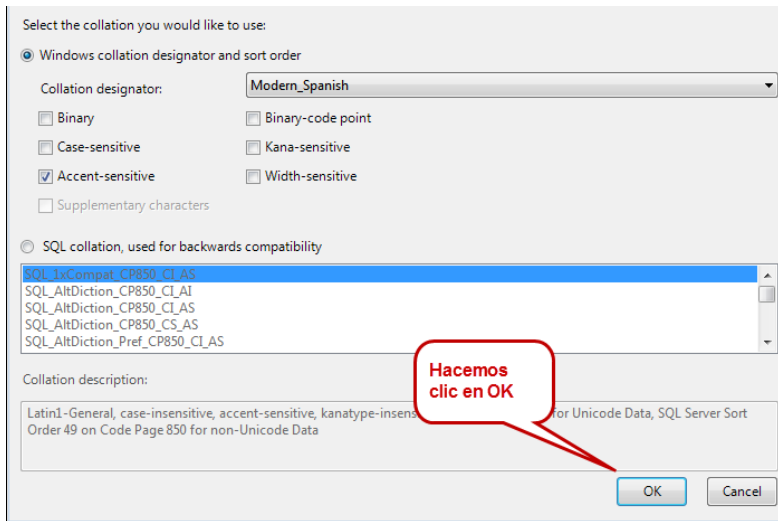 Select the collation you would like to use:
Windows collation designator and sort order
Collation designator: Modern_Spanish
Binary Binary-code point
Case-sensitive Kana-sensitive
Accent-sensitive Width-sensitive
Supplementary characters
SQL collation, used for backwards compatibility
SQL_1xCompat_CP850_CI_AS
SQL_AltDiction_CP850_CI_AI
SQL_AltDiction_CP850_CI_AS
SQL_AltDiction_CP850_CS_AS
SQL_AltDiction_Pref_CP850_CI_AS
Hacemos
clic en OK
Collation description:
Latin1-General, case-insensitive, accent-sensitive, kanatype-insens for Unicode Data, SQL Server Sort
Order 49 on Code Page 850 for non-Unicode Data
OK Cancel